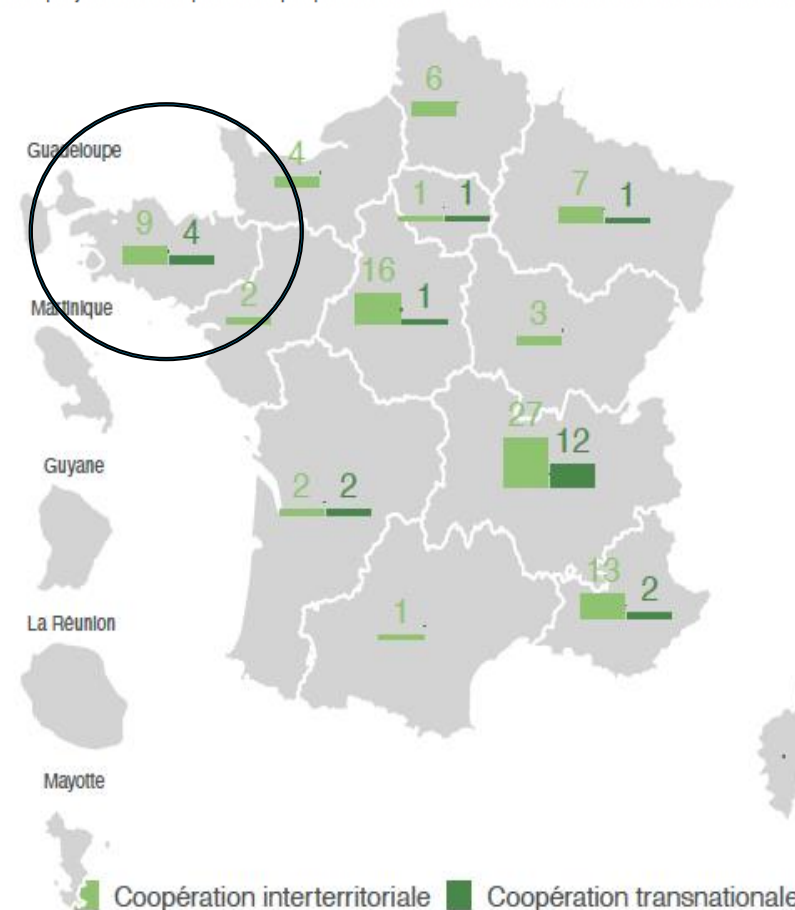 6
Guadeloupe
4
1 1
7 1
9 4
16 1
2
Martinique
3
27 12
Guyane
2 2
13 2
1
La Réunion
Mayotte
Coopération interterritoriale Coopération transnationale